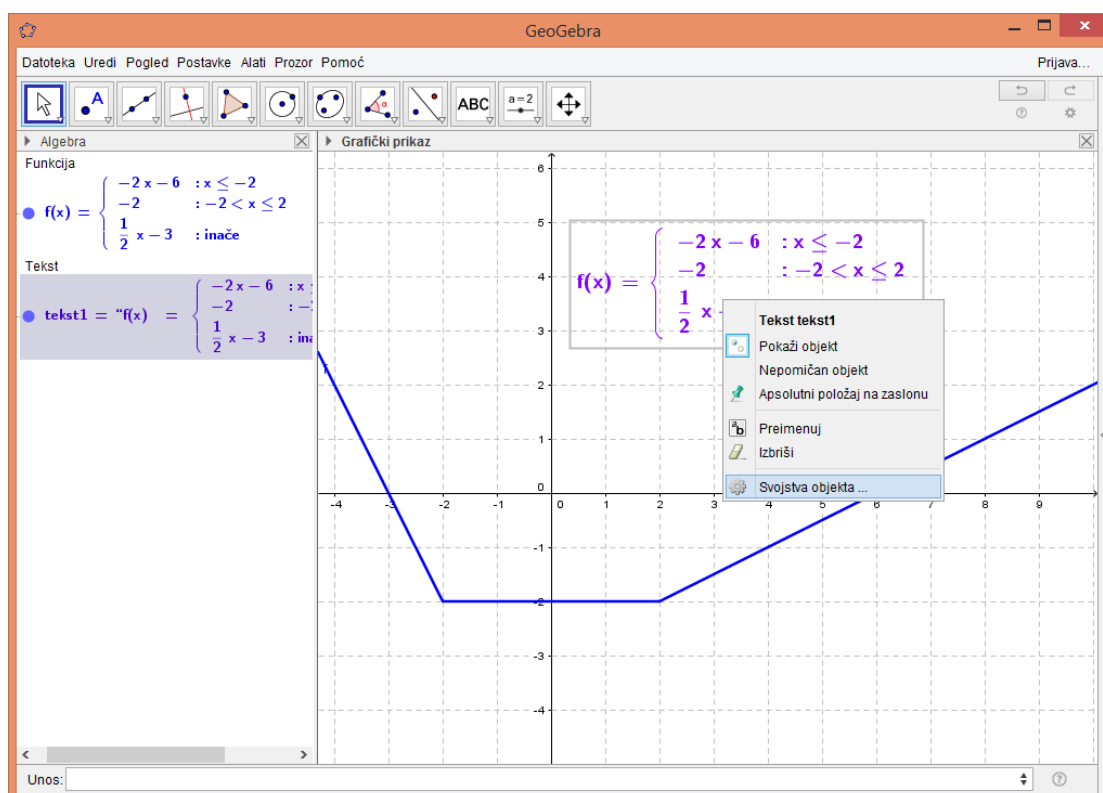 GeoGebra
Datoteka Uredi Pogled Postavke Alati Prozor Pomoć Prijava...
A α ABC a=2
Algebra
Funkcija
f(x) = { −2 x − 6 : x ≤ −2
−2 : −2 < x ≤ 2
1/2 x − 3 : inače
Tekst
tekst1 = “f(x) = { −2 x − 6 : x
−2 : −
1/2 x − 3 : ina
Grafički prikaz
6
5
4
3
2
1
0
-1
-2
-3
-4
-4 -3 -2 -1 0 1 2 3 4 5 6 7 8 9
f
f(x) = { −2 x − 6 : x ≤ −2
−2 : −2 < x ≤ 2
1/2 x −
Tekst tekst1
Pokaži objekt
Nepomičan objekt
Apsolutni položaj na zaslonu
ab Preimenuj
Izbriši
Svojstva objekta ...
Unos: